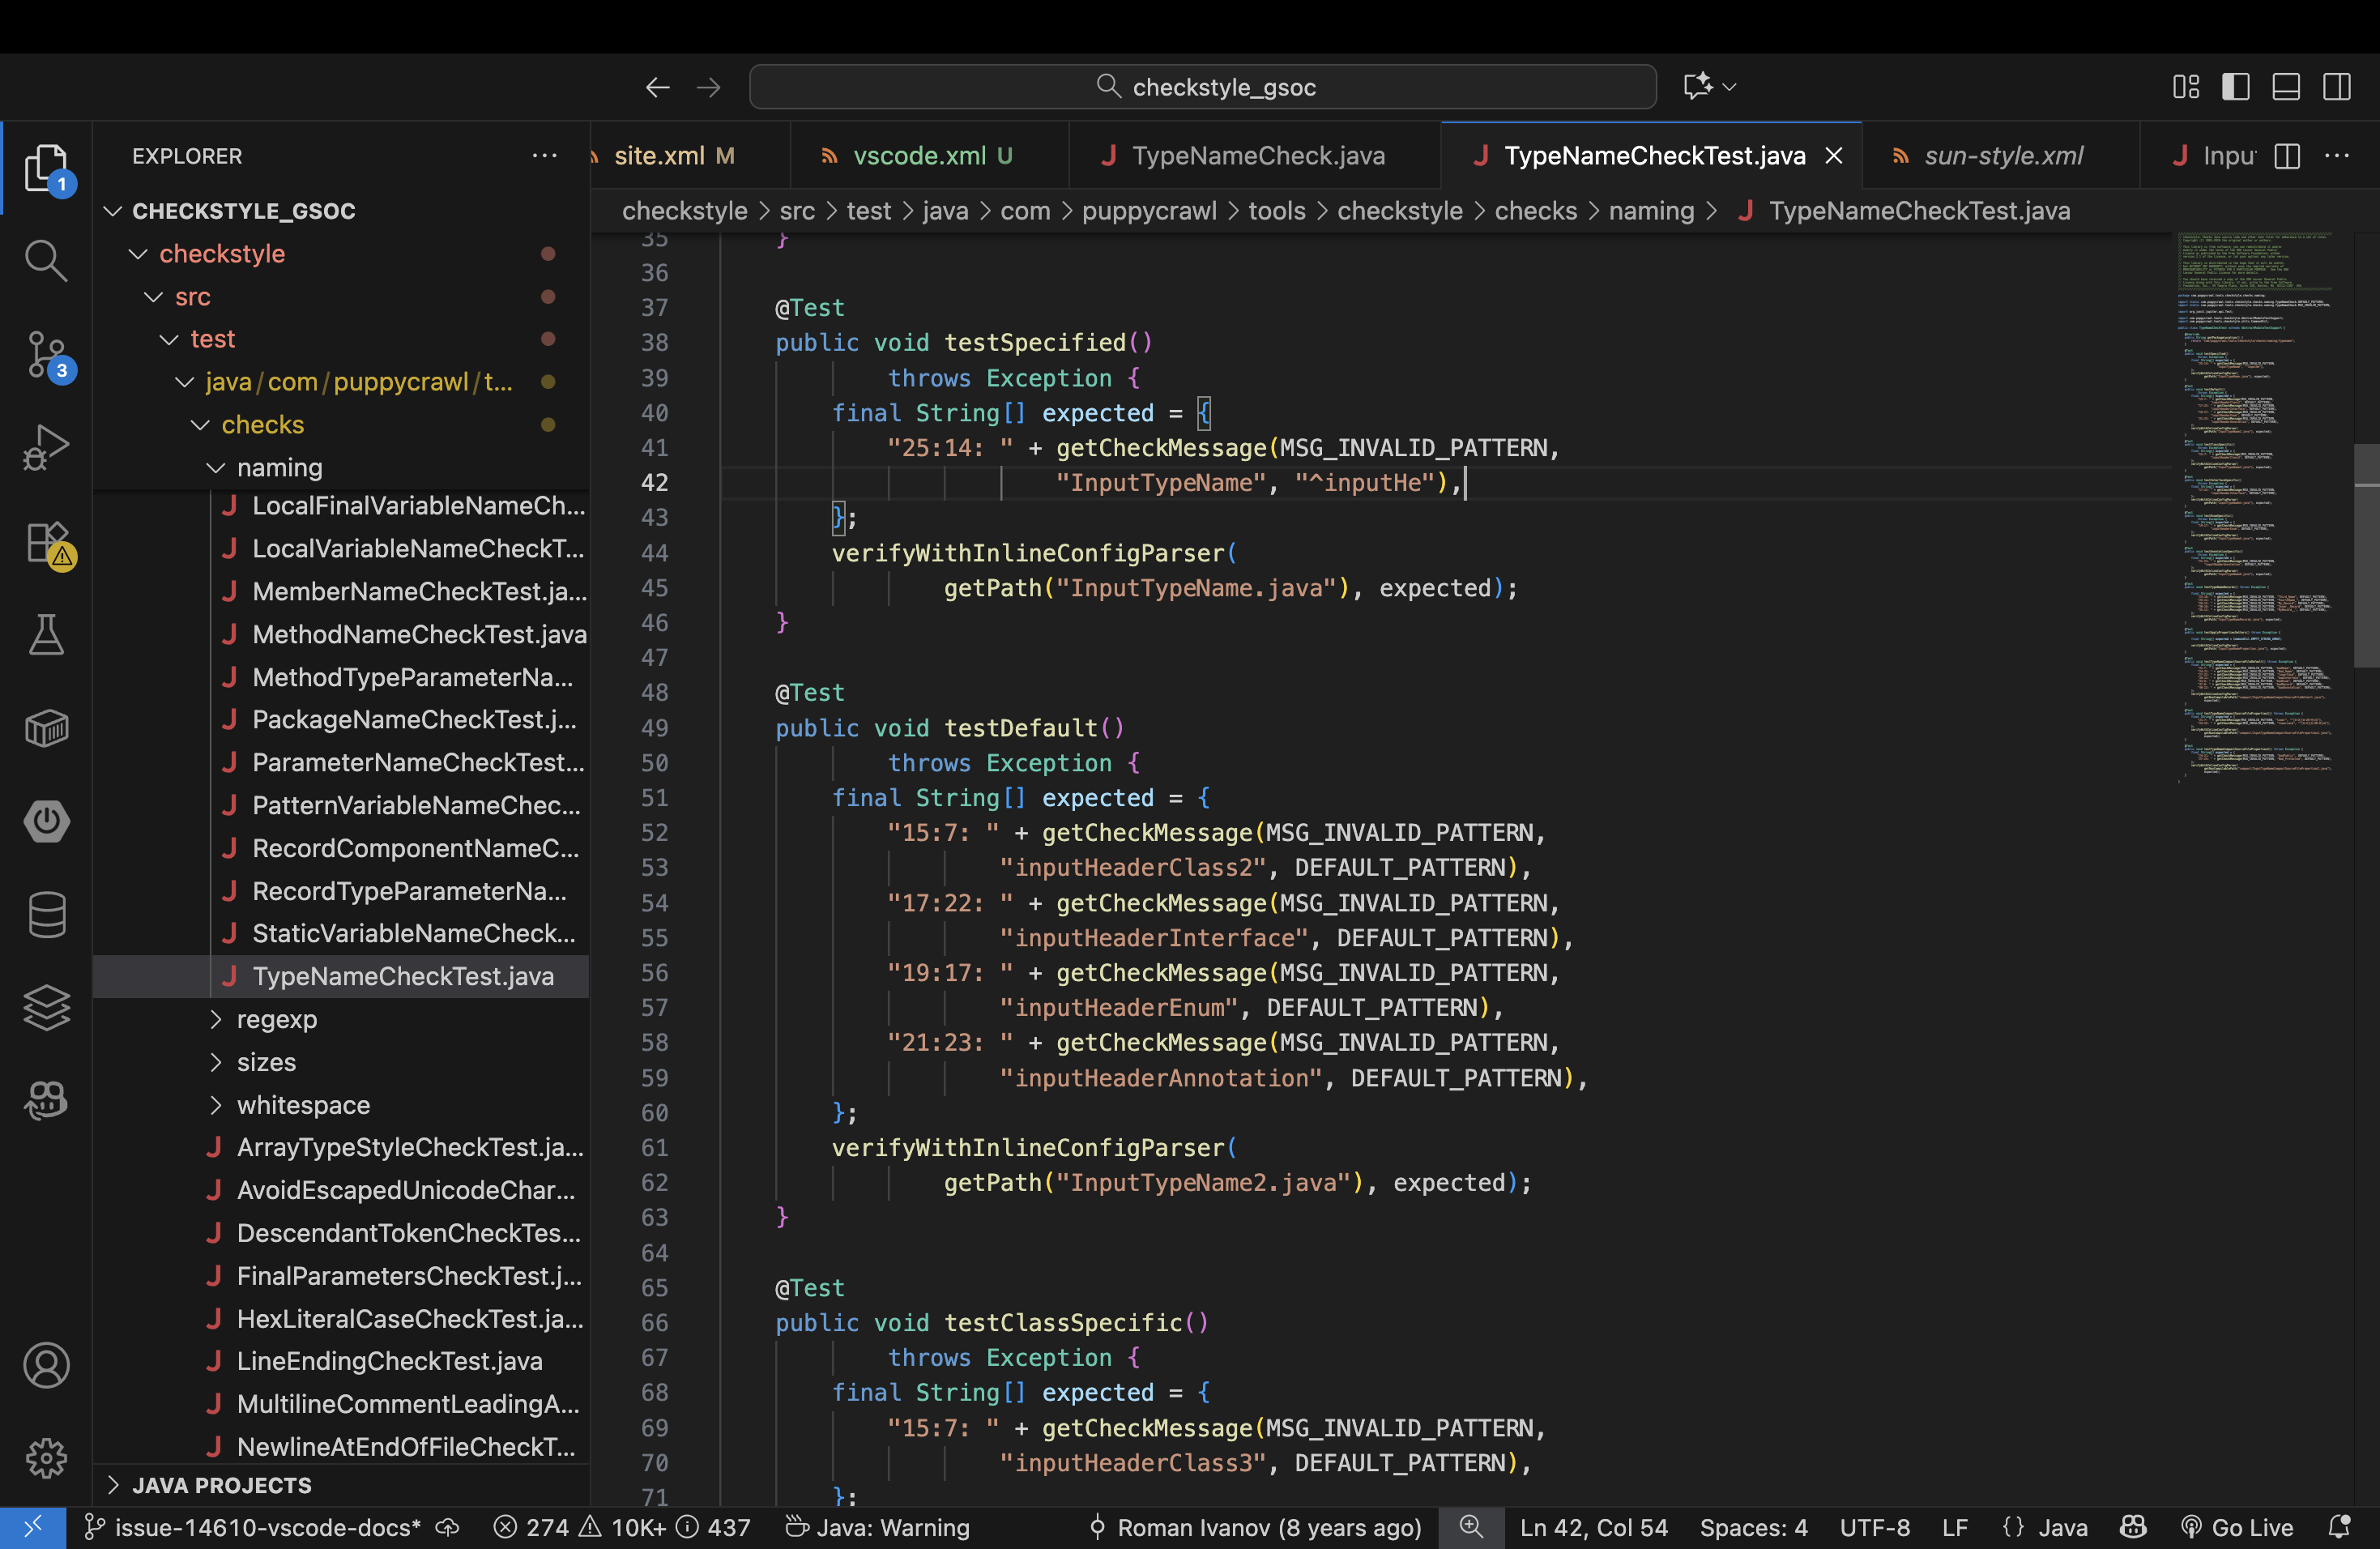 checkstyle_gsoc
EXPLORER
site.xml M
vscode.xml U
TypeNameCheck.java
TypeNameCheckTest.java
sun-style.xml
Inpu
1
CHECKSTYLE_GSOC
checkstyle > src > test > java > com > puppycrawl > tools > checkstyle > checks > naming > TypeNameCheckTest.java
checkstyle
src
test
java/com/puppycrawl/t...
checks
naming
3
LocalFinalVariableNameCh...
LocalVariableNameCheckT...
MemberNameCheckTest.ja...
MethodNameCheckTest.java
MethodTypeParameterNa...
PackageNameCheckTest.j...
ParameterNameCheckTest...
PatternVariableNameChec...
RecordComponentNameC...
RecordTypeParameterNa...
StaticVariableNameCheck...
TypeNameCheckTest.java
regexp
sizes
whitespace
ArrayTypeStyleCheckTest.ja...
AvoidEscapedUnicodeChar...
DescendantTokenCheckTes...
FinalParametersCheckTest.j...
HexLiteralCaseCheckTest.ja...
LineEndingCheckTest.java
MultilineCommentLeadingA...
NewlineAtEndOfFileCheckT...
JAVA PROJECTS
35 }
36
37 @Test
38 public void testSpecified()
39 throws Exception {
40 final String[] expected = {
41 "25:14: " + getCheckMessage(MSG_INVALID_PATTERN,
42 "InputTypeName", "^inputHe"),
43 };
44 verifyWithInlineConfigParser(
45 getPath("InputTypeName.java"), expected);
46 }
47
48 @Test
49 public void testDefault()
50 throws Exception {
51 final String[] expected = {
52 "15:7: " + getCheckMessage(MSG_INVALID_PATTERN,
53 "inputHeaderClass2", DEFAULT_PATTERN),
54 "17:22: " + getCheckMessage(MSG_INVALID_PATTERN,
55 "inputHeaderInterface", DEFAULT_PATTERN),
56 "19:17: " + getCheckMessage(MSG_INVALID_PATTERN,
57 "inputHeaderEnum", DEFAULT_PATTERN),
58 "21:23: " + getCheckMessage(MSG_INVALID_PATTERN,
59 "inputHeaderAnnotation", DEFAULT_PATTERN),
60 };
61 verifyWithInlineConfigParser(
62 getPath("InputTypeName2.java"), expected);
63 }
64
65 @Test
66 public void testClassSpecific()
67 throws Exception {
68 final String[] expected = {
69 "15:7: " + getCheckMessage(MSG_INVALID_PATTERN,
70 "inputHeaderClass3", DEFAULT_PATTERN),
71 };
issue-14610-vscode-docs* 274 10K+ 437 Java: Warning Roman Ivanov (8 years ago) Ln 42, Col 54 Spaces: 4 UTF-8 LF {} Java Go Live